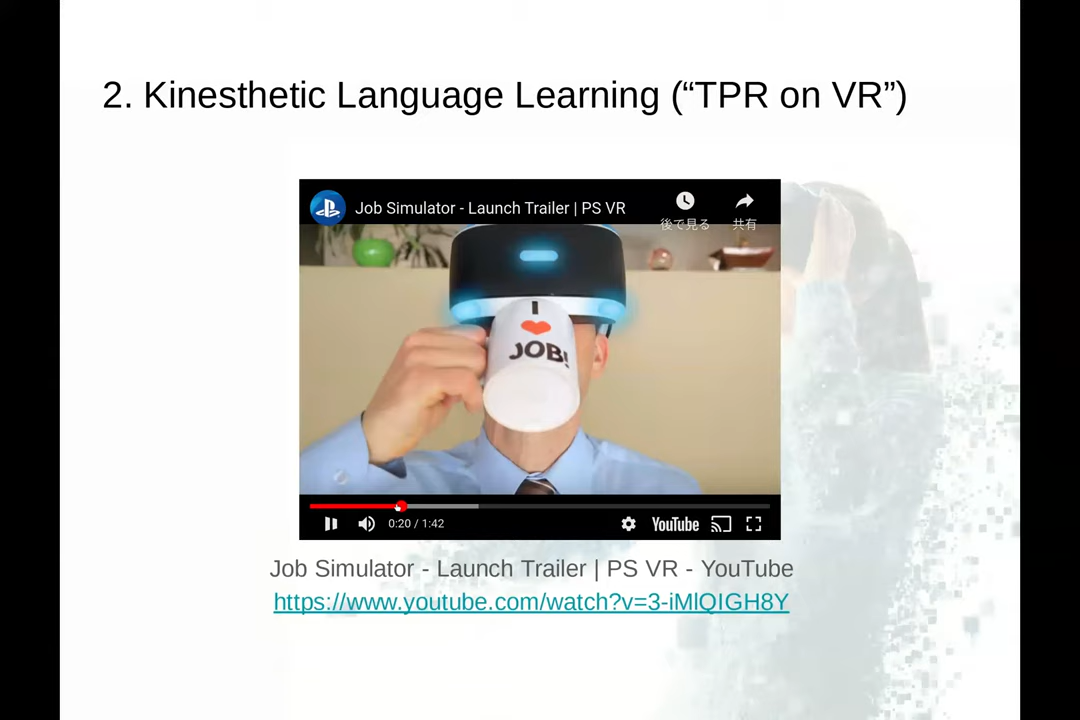 2. Kinesthetic Language Learning (“TPR on VR”)
Job Simulator - Launch Trailer | PS VR
後で見る
共有
I
JOB!
0:20 / 1:42
YouTube
Job Simulator - Launch Trailer | PS VR - YouTube
https://www.youtube.com/watch?v=3-iMlQIGH8Y